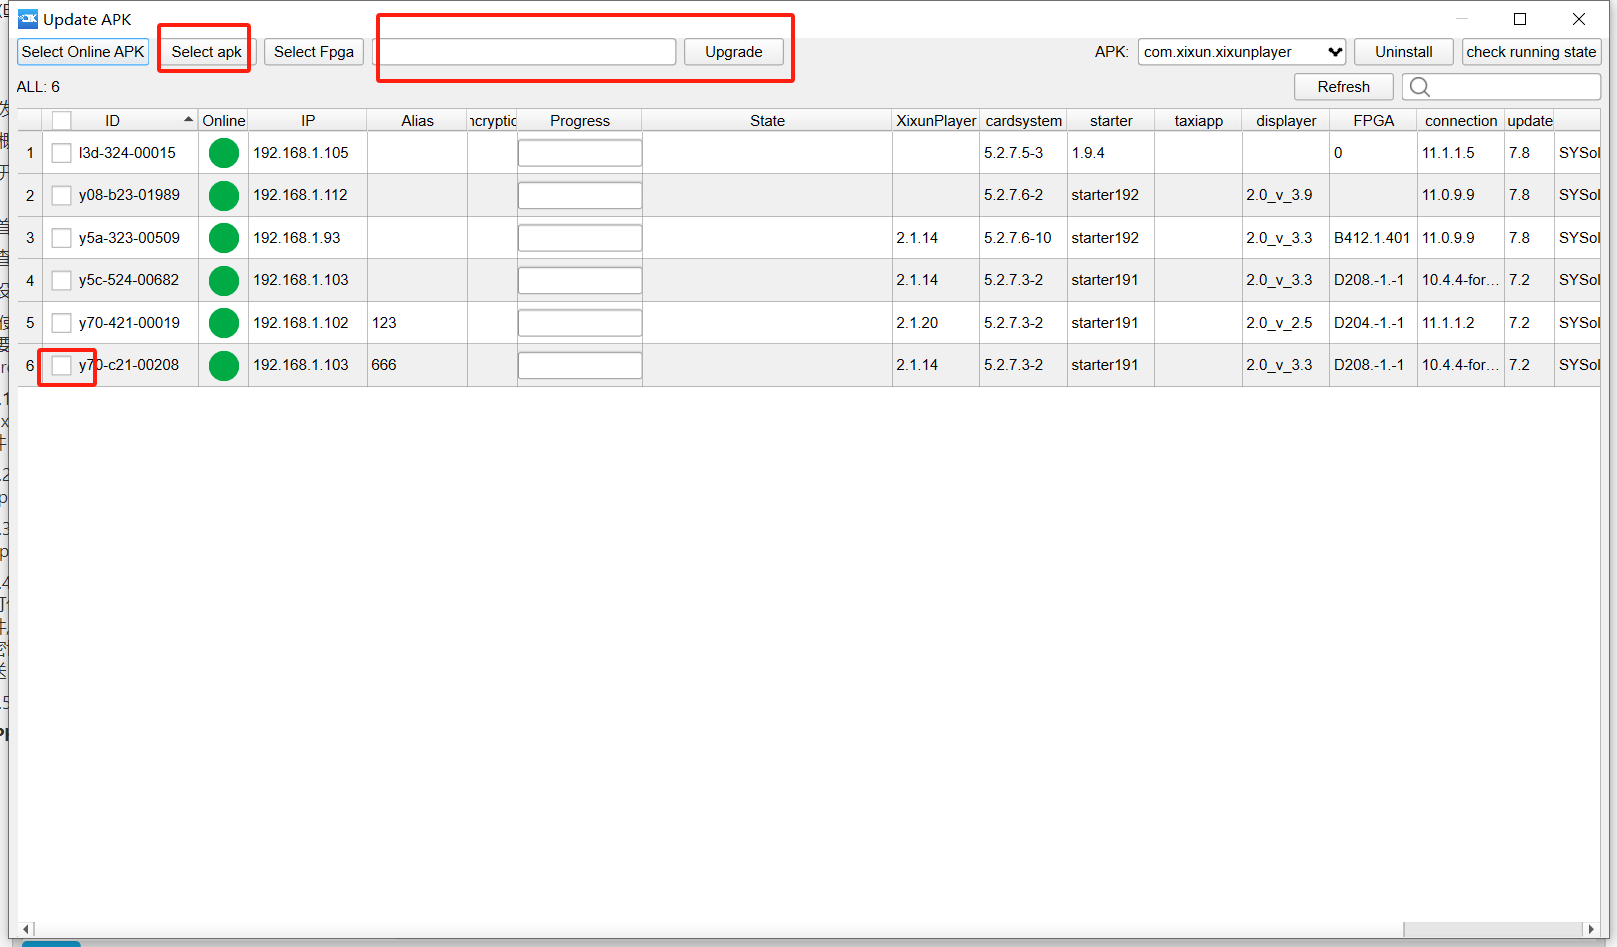 Update APK
Select Online APK Select apk Select Fpga Upgrade APK: com.xixun.xixunplayer Uninstall check running state
ALL: 6 Refresh
ID Online IP Alias ncryptic Progress State XixunPlayer cardsystem starter taxiapp displayer FPGA connection update
1 l3d-324-00015 192.168.1.105 5.2.7.5-3 1.9.4 0 11.1.1.5 7.8 SYSol
2 y08-b23-01989 192.168.1.112 5.2.7.6-2 starter192 2.0_v_3.9 11.0.9.9 7.8 SYSol
3 y5a-323-00509 192.168.1.93 2.1.14 5.2.7.6-10 starter192 2.0_v_3.3 B412.1.401 11.0.9.9 7.8 SYSol
4 y5c-524-00682 192.168.1.103 2.1.14 5.2.7.3-2 starter191 2.0_v_3.3 D208.-1.-1 10.4.4-for... 7.2 SYSol
5 y70-421-00019 192.168.1.102 123 2.1.20 5.2.7.3-2 starter191 2.0_v_2.5 D204.-1.-1 11.1.1.2 7.2 SYSol
6 y70-c21-00208 192.168.1.103 666 2.1.14 5.2.7.3-2 starter191 2.0_v_3.3 D208.-1.-1 10.4.4-for... 7.2 SYSol